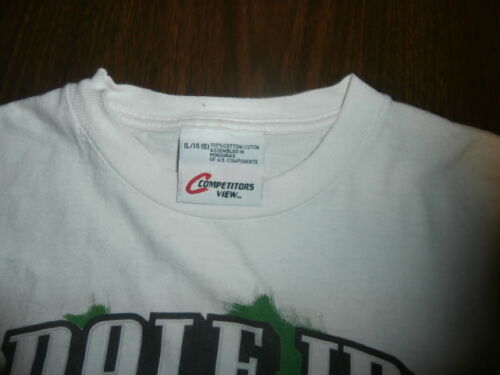 (L/14-16) 100% COTTON/COTON
ASSEMBLED IN
HONDURAS
OF U.S. COMPONENTS
COMPETITORS
VIEW